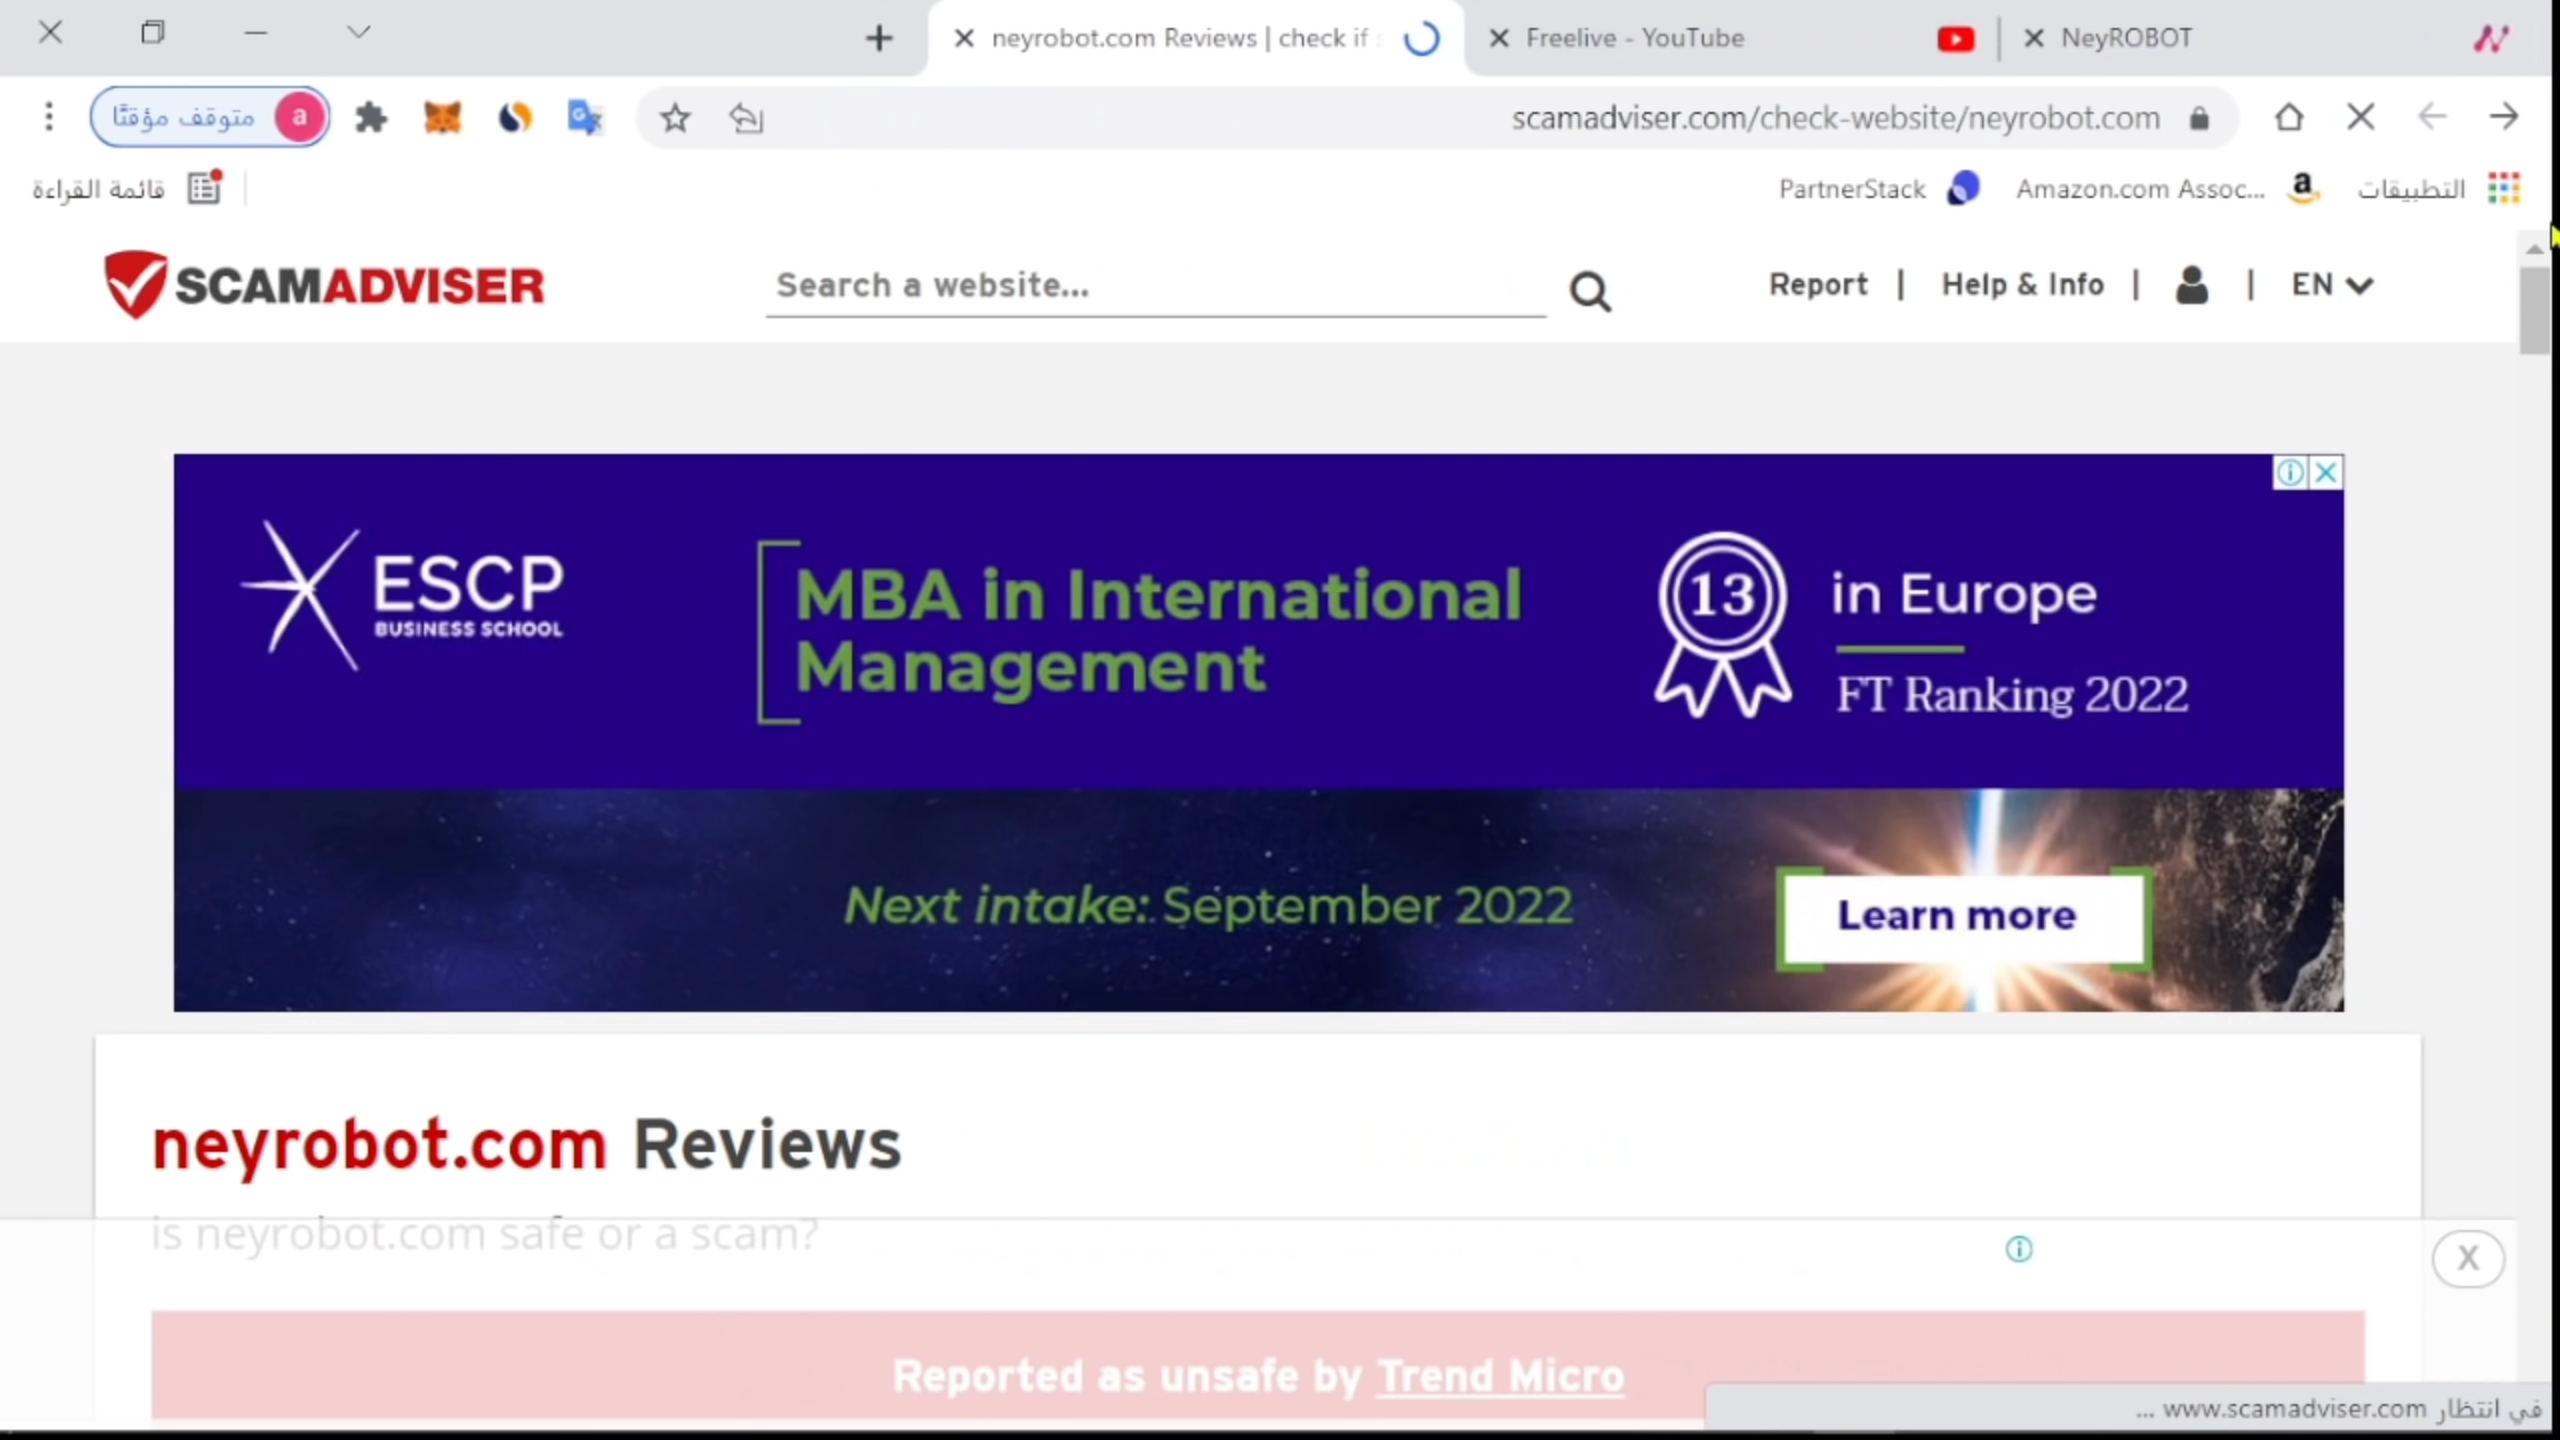 neyrobot.com Reviews | check if
Freelive - YouTube
NeyROBOT
متوقف مؤقتًا
a
scamadviser.com/check-website/neyrobot.com
قائمة القراءة
PartnerStack
Amazon.com Assoc...
التطبيقات
SCAMADVISER
Search a website...
Report | Help & Info | | EN
ESCP
BUSINESS SCHOOL
MBA in International
Management
13
in Europe
FT Ranking 2022
Next intake: September 2022
Learn more
neyrobot.com Reviews
is neyrobot.com safe or a scam?
X
Reported as unsafe by Trend Micro
في انتظار www.scamadviser.com ...